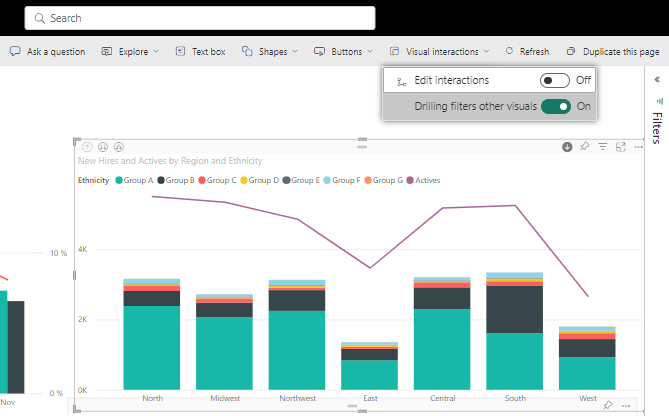 Search
Ask a question Explore Text box Shapes Buttons Visual interactions Refresh Duplicate this page
Edit interactions Off
Drilling filters other visuals On
Filters
New Hires and Actives by Region and Ethnicity
Ethnicity Group A Group B Group C Group D Group E Group F Group G Actives
4K
2K
0K
North Midwest Northwest East Central South West
10 %
0 %
Nov